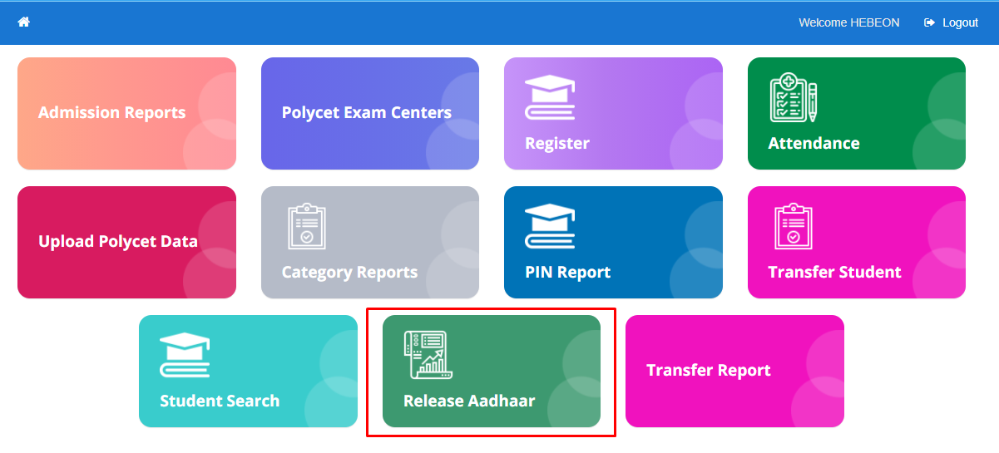 Welcome HEBEON Logout
Admission Reports
Polycet Exam Centers
Register
Attendance
Upload Polycet Data
Category Reports
PIN Report
Transfer Student
Student Search
Release Aadhaar
Transfer Report